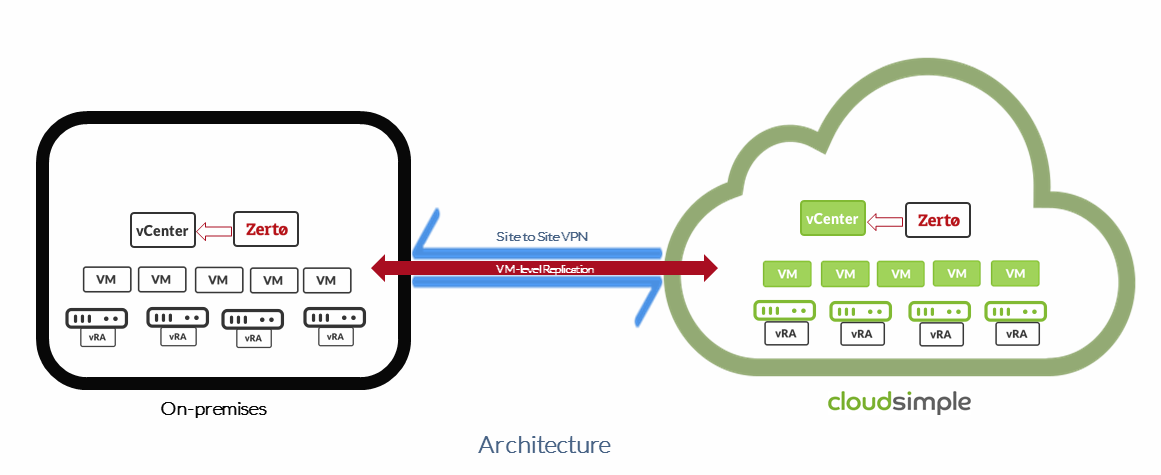 vCenter
Zertø
VM VM VM VM VM
vRA vRA vRA vRA
On-premises
Site to Site VPN
VM-level Replication
vCenter
Zertø
VM VM VM VM VM
vRA vRA vRA vRA
cloudsimple
Architecture